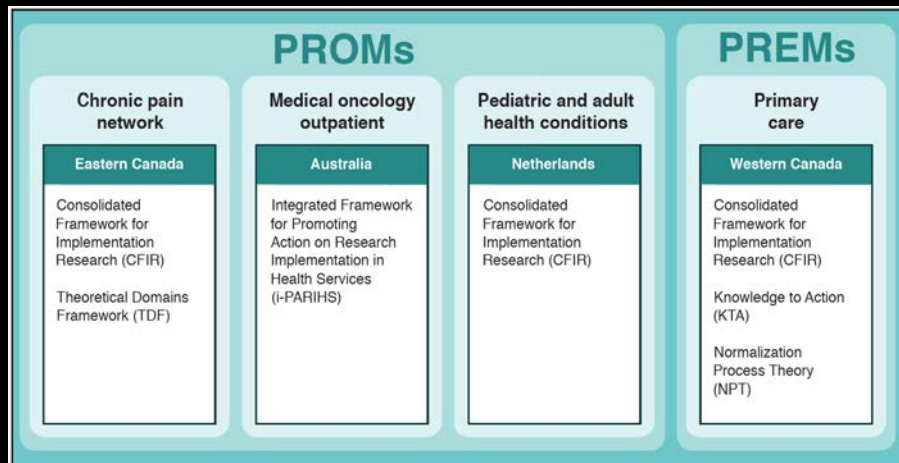 PROMs
Chronic pain
network
Eastern Canada
Consolidated
Framework for
Implementation
Research (CFIR)
Theoretical Domains
Framework (TDF)
Medical oncology
outpatient
Australia
Integrated Framework
for Promoting
Action on Research
Implementation in
Health Services
(i-PARIHS)
Pediatric and adult
health conditions
Netherlands
Consolidated
Framework for
Implementation
Research (CFIR)
PREMs
Primary
care
Western Canada
Consolidated
Framework for
Implementation
Research (CFIR)
Knowledge to Action
(KTA)
Normalization
Process Theory
(NPT)